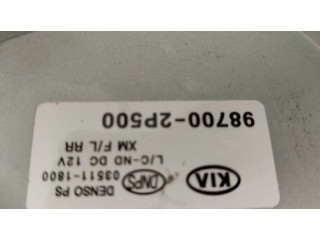 98700-2P500
XM F/L RR
L/C-ND DC 12V
03511-1800
DENSO PS
DNPS
KIA